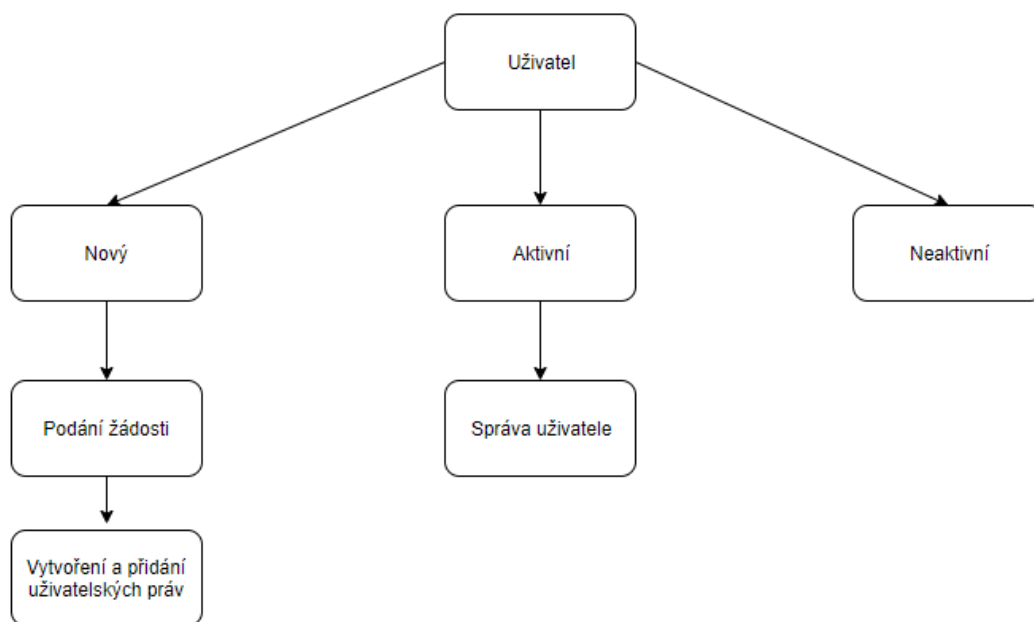 Uživatel
Nový
Aktivní
Neaktivní
Podání žádosti
Správa uživatele
Vytvoření a přidání
uživatelských práv